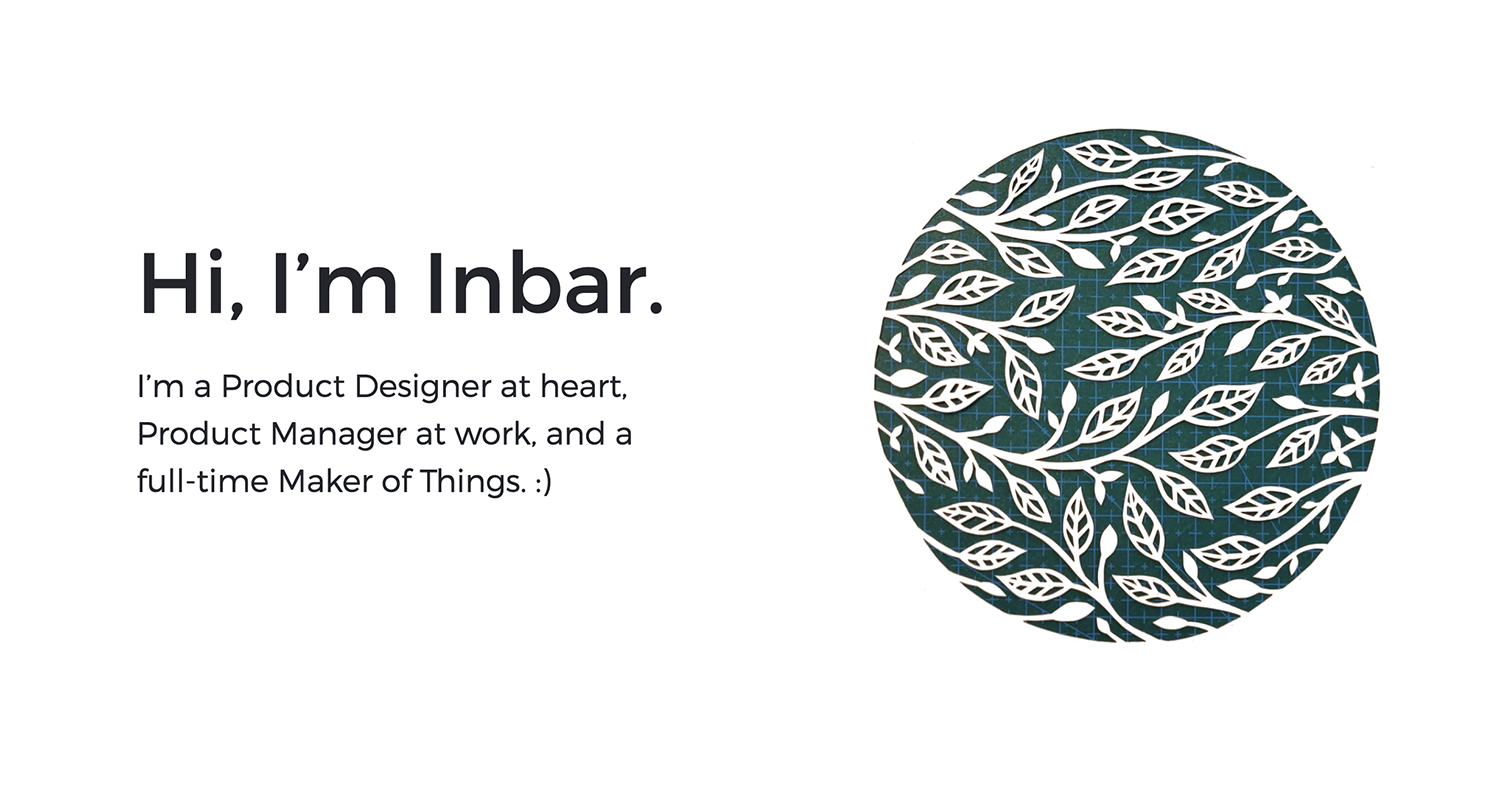 Hi, I’m Inbar.
I’m a Product Designer at heart,
Product Manager at work, and a
full-time Maker of Things. :)